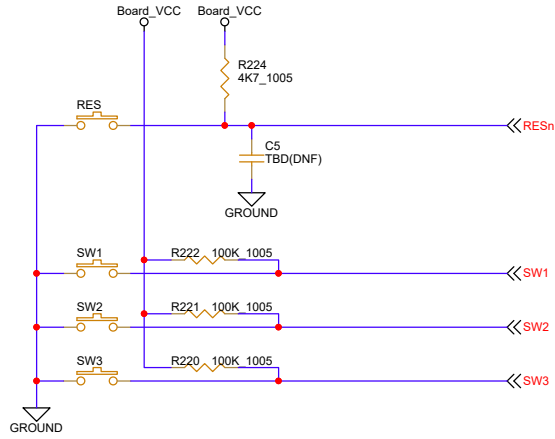 Board_VCC Board_VCC
R224
4K7_1005
RES
RESn
C5
TBD(DNF)
GROUND
SW1 R222 100K_1005
SW1
SW2 R221 100K_1005
SW2
SW3 R220 100K_1005
SW3
GROUND